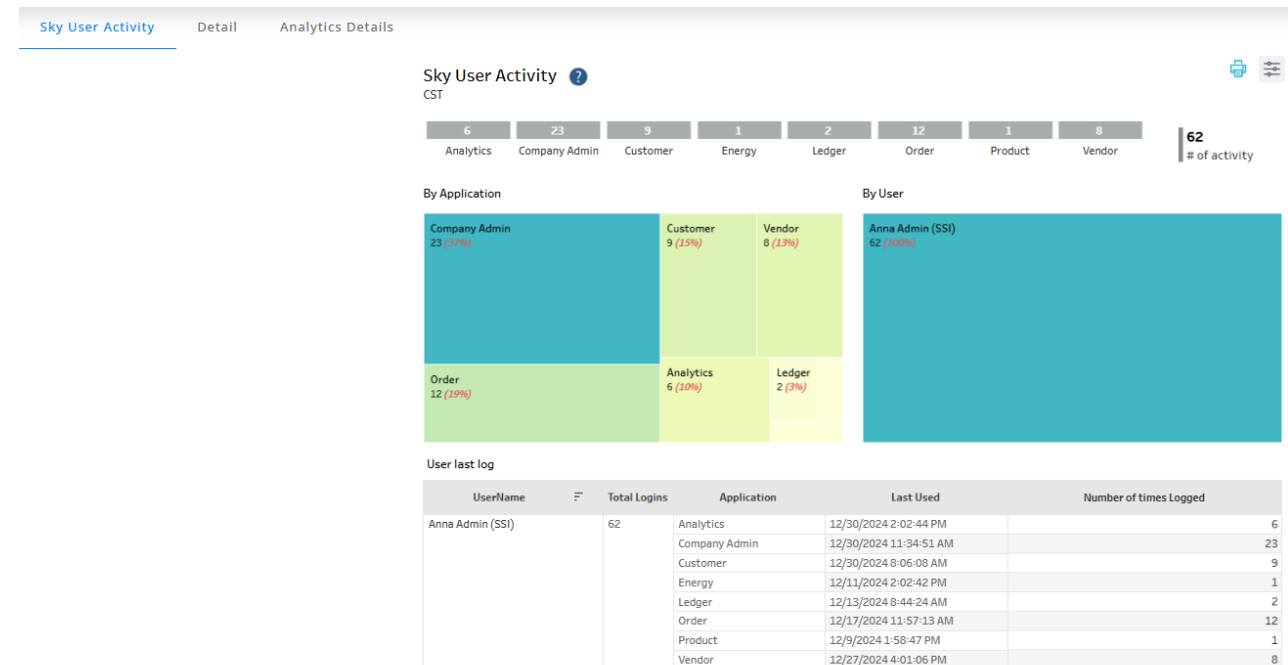 Sky User Activity Detail Analytics Details
Sky User Activity ?
CST
6 23 9 1 2 12 1 8
Analytics Company Admin Customer Energy Ledger Order Product Vendor
62
# of activity
By Application
By User
Company Admin
23 (37%)
Customer
9 (15%)
Vendor
8 (13%)
Anna Admin (SSI)
62 (100%)
Order
12 (19%)
Analytics
6 (10%)
Ledger
2 (3%)
User last log
UserName Total Logins Application Last Used Number of times Logged
Anna Admin (SSI) 62 Analytics 12/30/2024 2:02:44 PM 6
Company Admin 12/30/2024 11:34:51 AM 23
Customer 12/30/2024 8:06:08 AM 9
Energy 12/11/2024 2:02:42 PM 1
Ledger 12/13/2024 8:44:24 AM 2
Order 12/17/2024 11:57:13 AM 12
Product 12/9/2024 1:58:47 PM 1
Vendor 12/27/2024 4:01:06 PM 8